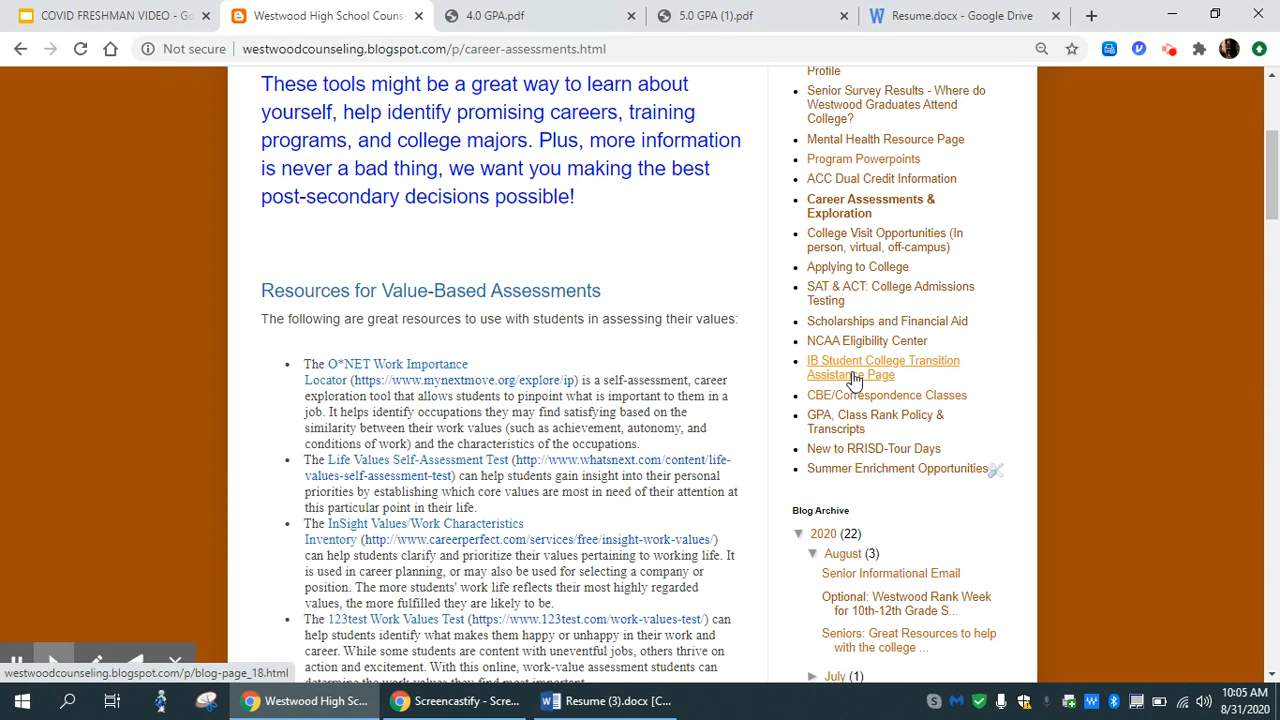 COVID FRESHMAN VIDEO - Go
Westwood High School Couns
4.0 GPA.pdf
5.0 GPA (1).pdf
Resume.docx - Google Drive
Not secure
westwoodcounseling.blogspot.com/p/career-assessments.html
These tools might be a great way to learn about
yourself, help identify promising careers, training
programs, and college majors. Plus, more information
is never a bad thing, we want you making the best
post-secondary decisions possible!
Resources for Value-Based Assessments
The following are great resources to use with students in assessing their values:
The O*NET Work Importance
Locator (https://www.mynextmove.org/explore/ip) is a self-assessment, career
exploration tool that allows students to pinpoint what is important to them in a
job. It helps identify occupations they may find satisfying based on the
similarity between their work values (such as achievement, autonomy, and
conditions of work) and the characteristics of the occupations.
The Life Values Self-Assessment Test (http://www.whatsnext.com/content/life-
values-self-assessment-test) can help students gain insight into their personal
priorities by establishing which core values are most in need of their attention at
this particular point in their life.
The InSight Values/Work Characteristics
Inventory (http://www.careerperfect.com/services/free/insight-work-values/)
can help students clarify and prioritize their values pertaining to working life. It
is used in career planning, or may also be used for selecting a company or
position. The more students' work life reflects their most highly regarded
values, the more fulfilled they are likely to be.
The 123test Work Values Test (https://www.123test.com/work-values-test/) can
help students identify what makes them happy or unhappy in their work and
career. While some students are content with uneventful jobs, others thrive on
action and excitement. With this online, work-value assessment students can
determine the work values they find most important.
Profile
Senior Survey Results - Where do
Westwood Graduates Attend
College?
Mental Health Resource Page
Program Powerpoints
ACC Dual Credit Information
Career Assessments &
Exploration
College Visit Opportunities (In
person, virtual, off-campus)
Applying to College
SAT & ACT: College Admissions
Testing
Scholarships and Financial Aid
NCAA Eligibility Center
IB Student College Transition
Assistance Page
CBE/Correspondence Classes
GPA, Class Rank Policy &
Transcripts
New to RRISD-Tour Days
Summer Enrichment Opportunities
Blog Archive
2020 (22)
August (3)
Senior Informational Email
Optional: Westwood Rank Week
for 10th-12th Grade S...
Seniors: Great Resources to help
with the college ...
July (1)
westwoodcounseling.blogspot.com/p/blog-page_18.html
Westwood High Sc...
Screencastify - Scre...
Resume (3).docx [C...
10:05 AM
8/31/2020